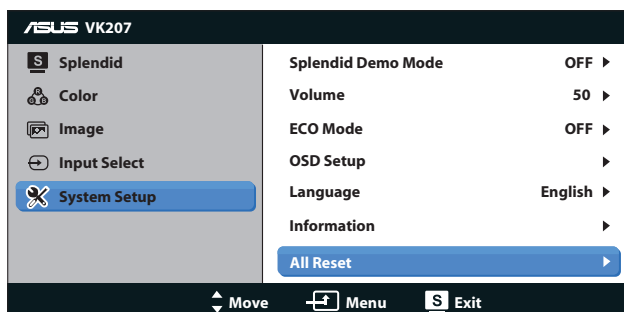 ASUS VK207
S Splendid
R G B Color
Image
Input Select
System Setup
Splendid Demo Mode OFF
Volume 50
ECO Mode OFF
OSD Setup
Language English
Information
All Reset
Move Menu S Exit